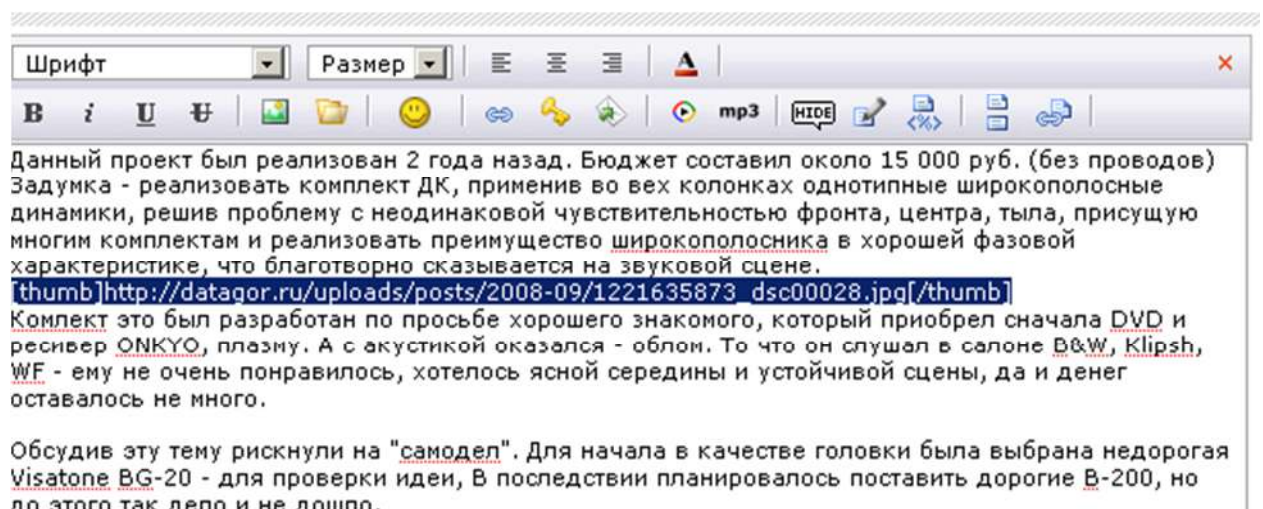 Шрифт Размер
B i U U mp3 HIDE <%>
Данный проект был реализован 2 года назад. Бюджет составил около 15 000 руб. (без проводов)
Задумка - реализовать комплект ДК, применив во вех колонках однотипные широкополосные
динамики, решив проблему с неодинаковой чувствительностью фронта, центра, тыла, присущую
многим комплектам и реализовать преимущество широкополосника в хорошей фазовой
характеристике, что благотворно сказывается на звуковой сцене.
[thumb]http://datagor.ru/uploads/posts/2008-09/1221635873_dsc00028.jpg[/thumb]
Комлект это был разработан по просьбе хорошего знакомого, который приобрел сначала DVD и
ресивер ONKYO, плазму. А с акустикой оказался - облом. То что он слушал в салоне B&W, Klipsh,
WF - ему не очень понравилось, хотелось ясной середины и устойчивой сцены, да и денег
оставалось не много.
Обсудив эту тему рискнули на "самодел". Для начала в качестве головки была выбрана недорогая
Visatone BG-20 - для проверки идеи, В последствии планировалось поставить дорогие В-200, но
до этого так дело и не дошло.